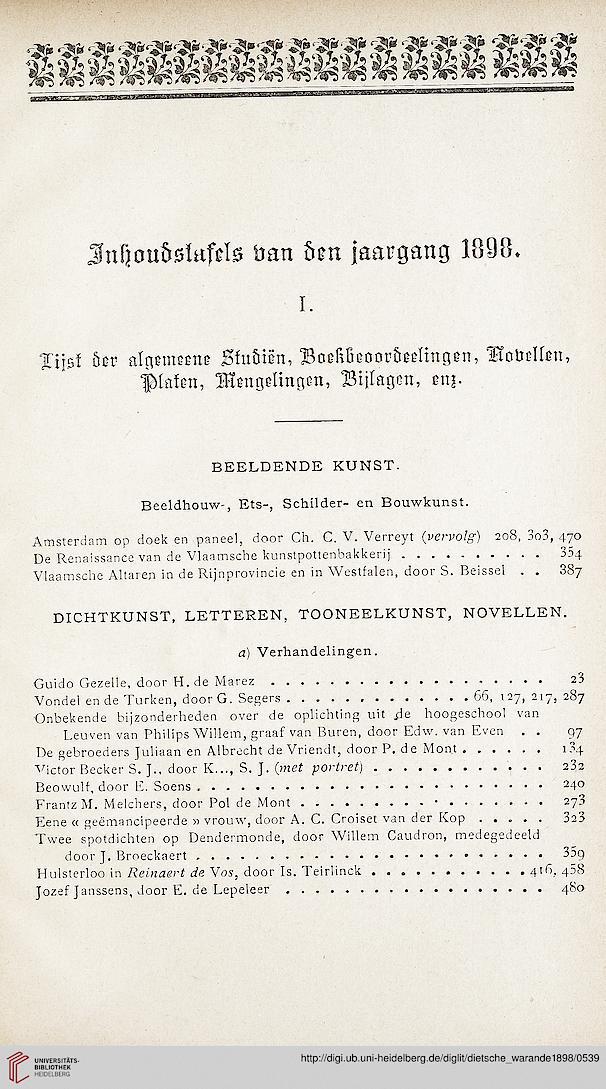 Inhoudstafels van den jaargang 1898.
I.
Lijst der algemeene Studiën, Boekbeoordeelingen, Novellen,
Platen, Mengelingen, Bijlagen, enz.
BEELDENDE KUNST.
Beeldhouw-, Ets-, Schilder- en Bouwkunst.
Amsterdam op doek en paneel, door Ch. C. V. Verreyt (vervolg) 208, 303, 470
De Renaissance van de Vlaamsche kunstpottenbakkerij . . . . . . . . . . 354
Vlaamsche Altaren in de Rijnprovincie en in Westfalen, door S. Beissel . . 387
DICHTKUNST, LETTEREN, TOONEELKUNST, NOVELLEN.
a) Verhandelingen.
Guido Gezelle, door H. de Marez . . . . . . . . . . . . . . . . . . . 23
Vondel en de Turken, door G. Segers . . . . . . . . . . . . . . . . 66, 127, 217, 287
Onbekende bijzonderheden over de oplichting uit de hoogeschool van
Leuven van Philips Willem, graaf van Buren, door Edw. van Even . . 97
De gebroeders Juliaan en Albrecht de Vriendt, door P. de Mont . . . . . . 134
Victor Becker S. J., door K..., S. J. (met portret) . . . . . . . . . . . . 232
Beowulf, door E. Soens . . . . . . . . . . . . . . . . . . . . . . . . 240
Frantz M. Melchers, door Pol de Mont . . . . . . . . . . . . . . . . . 273
Eene « geëmancipeerde » vrouw, door A. C. Croiset van der Kop . . . . . 323
Twee spotdichten op Dendermonde, door Willem Caudron, medegedeeld
door J. Broeckaert . . . . . . . . . . . . . . . . . . . . . . . . 359
Hulsterloo in Reinaert de Vos, door Is. Teirlinck . . . . . . . . . . . 416, 458
Jozef Janssens, door E. de Lepeleer . . . . . . . . . . . . . . . . . . 480
UNIVERSITÄTS-
BIBLIOTHEK
HEIDELBERG
http://digi.ub.uni-heidelberg.de/diglit/dietsche_warande1898/0539